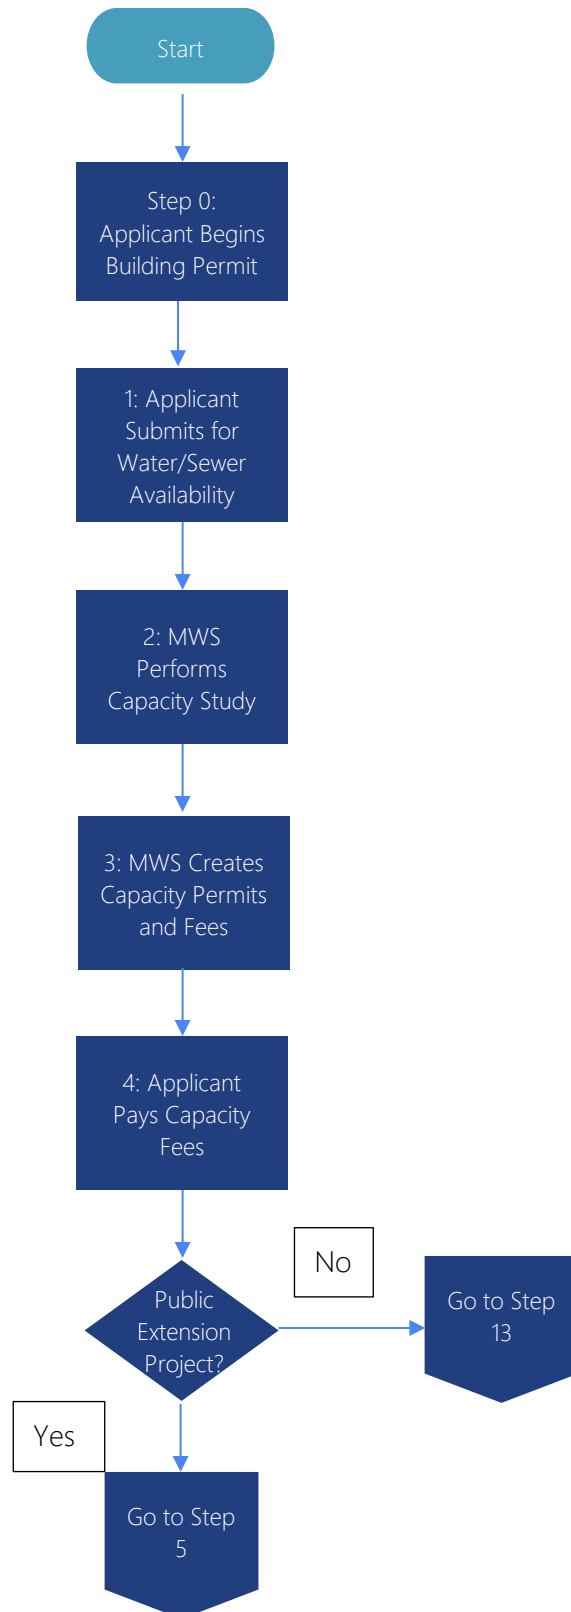 Start
Step 0:
Applicant Begins
Building Permit
1: Applicant
Submits for
Water/Sewer
Availability
2: MWS
Performs
Capacity Study
3: MWS Creates
Capacity Permits
and Fees
4: Applicant
Pays Capacity
Fees
No
Public
Extension
Project?
Go to Step
13
Yes
Go to Step
5